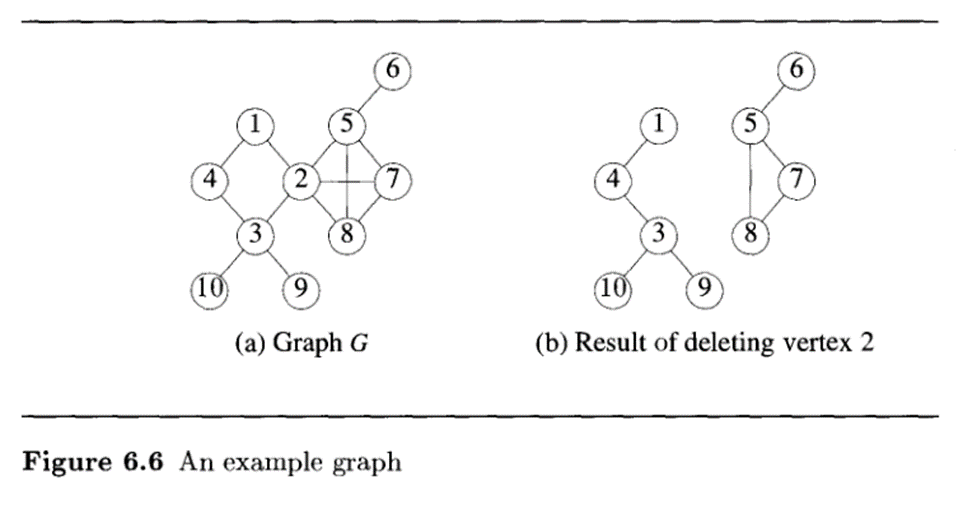 6 6
1 5 1 5
4 2 7 4 7
3 8 3 8
10 9 10 9
(a) Graph G (b) Result of deleting vertex 2
Figure 6.6 An example graph